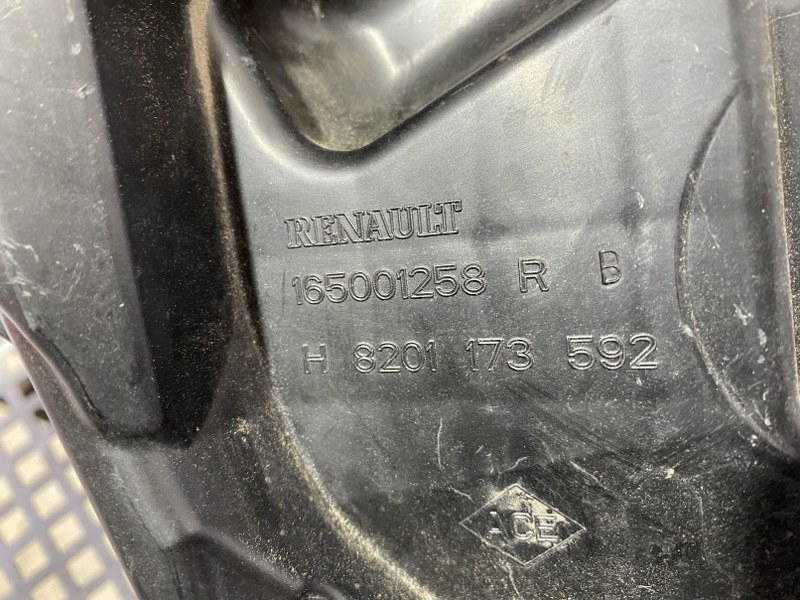 RENAULT
165001258 R B
H 8201 173 592
ACE